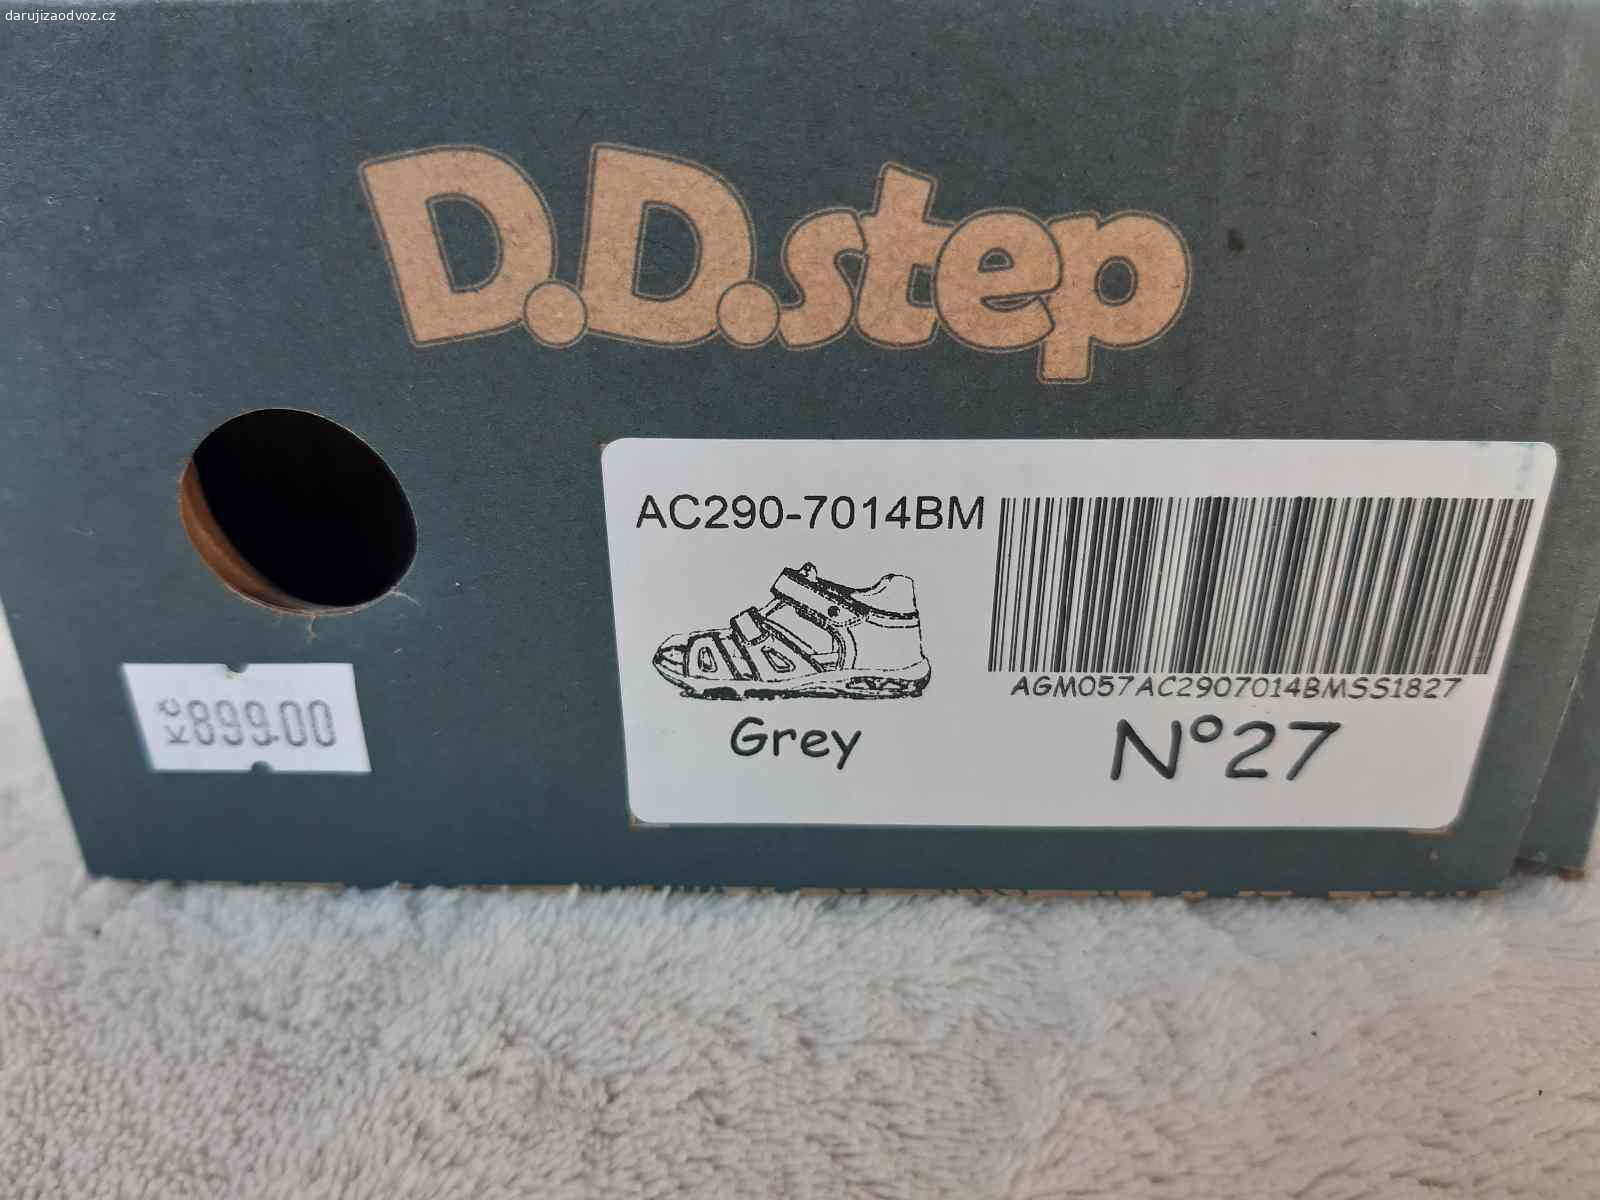 darujizaodvoz.cz
D.D.step
AC290-7014BM
AGM057AC2907014BMSS1827
Grey
N°27
Kč899.00